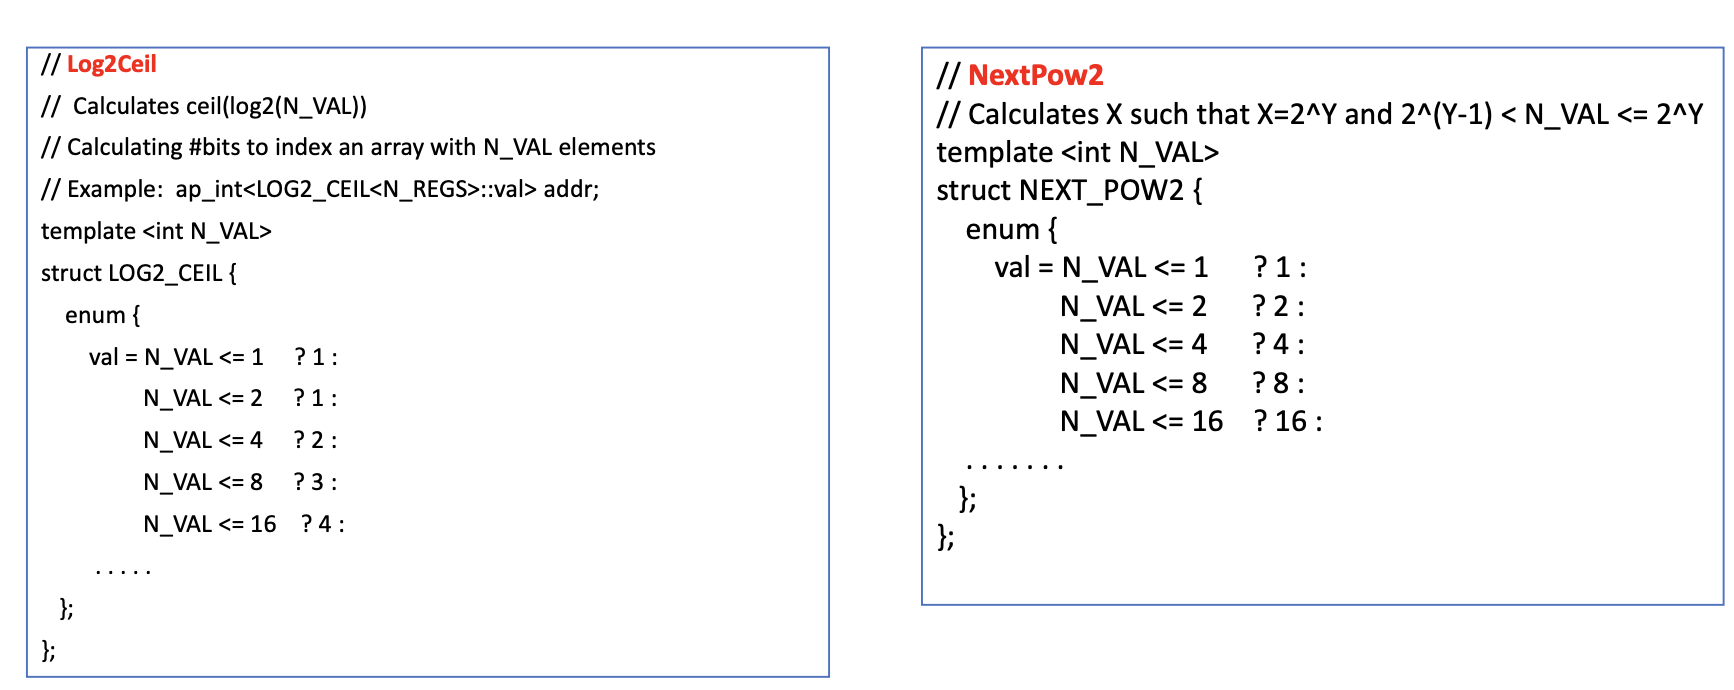 // Log2Ceil
//  Calculates ceil(log2(N_VAL))
// Calculating #bits to index an array with N_VAL elements
// Example:  ap_int<LOG2_CEIL<N_REGS>::val> addr;
template <int N_VAL>
struct LOG2_CEIL {
enum {
val = N_VAL <= 1 ? 1 :
N_VAL <= 2 ? 1 :
N_VAL <= 4 ? 2 :
N_VAL <= 8 ? 3 :
N_VAL <= 16 ? 4 :
. . . . .
};
};
// NextPow2
// Calculates X such that X=2^Y and 2^(Y-1) < N_VAL <= 2^Y
template <int N_VAL>
struct NEXT_POW2 {
enum {
val = N_VAL <= 1 ? 1 :
N_VAL <= 2 ? 2 :
N_VAL <= 4 ? 4 :
N_VAL <= 8 ? 8 :
N_VAL <= 16 ? 16 :
. . . . . . .
};
};